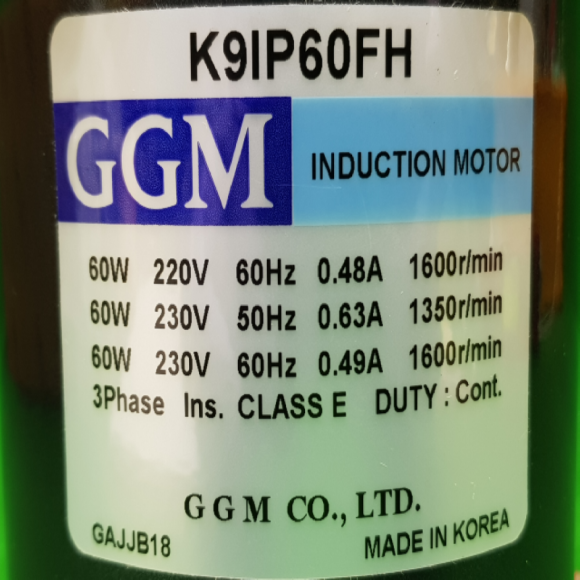 K9IP60FH
GGM INDUCTION MOTOR
60W 220V 60Hz 0.48A 1600r/min
60W 230V 50Hz 0.63A 1350r/min
60W 230V 60Hz 0.49A 1600r/min
3Phase Ins. CLASS E DUTY : Cont.
G G M CO., LTD.
GAJJB18 MADE IN KOREA